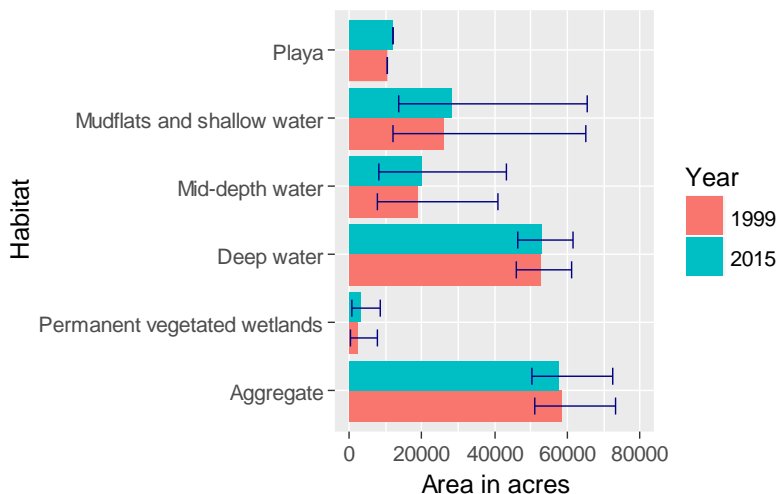 Habitat
Playa
Mudflats and shallow water
Mid-depth water
Deep water
Permanent vegetated wetlands
Aggregate
0 20000 40000 60000 80000
Area in acres
Year
1999
2015